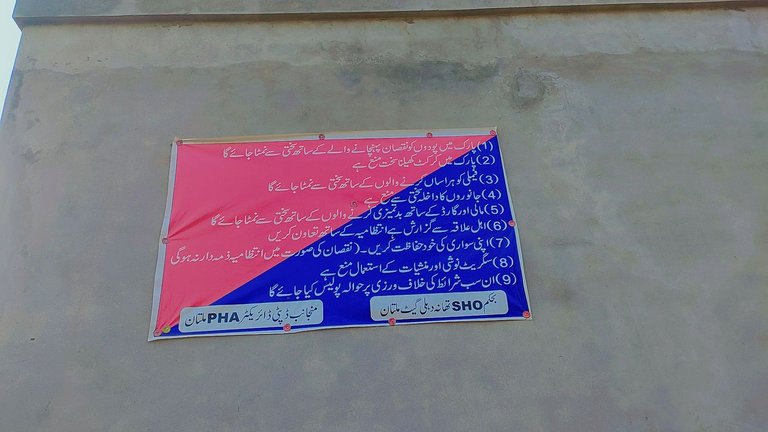 (1) پارک میں پودوں کو نقصان پہنچانے والے کے ساتھ سختی سے نمٹا جائے گا
(2) پارک میں کرکٹ کھیلنا سخت منع ہے
(3) فیملی کو ہراساں کرنے والوں کے ساتھ سختی سے نمٹا جائے گا
(4) جانوروں کا داخلہ سختی سے منع ہے
(5) مالی اور گارڈ کے ساتھ بدتمیزی کرنے والوں کے ساتھ سختی سے نمٹا جائے گا
(6) اہل علاقہ سے گزارش ہے انتظامیہ کے ساتھ تعاون کریں
(7) اپنی سواری کی خود حفاظت کریں۔ (نقصان کی صورت میں انتظامیہ ذمہ دار نہ ہوگی
(8) سگریٹ نوشی اور منشیات کے استعمال منع ہے
(9) ان سب شرائط کی خلاف ورزی پر حوالہ پولیس کیا جائے گا
بحکم SHO تھانہ دہلی گیٹ ملتان
منجانب ڈپٹی ڈائریکٹر PHA ملتان